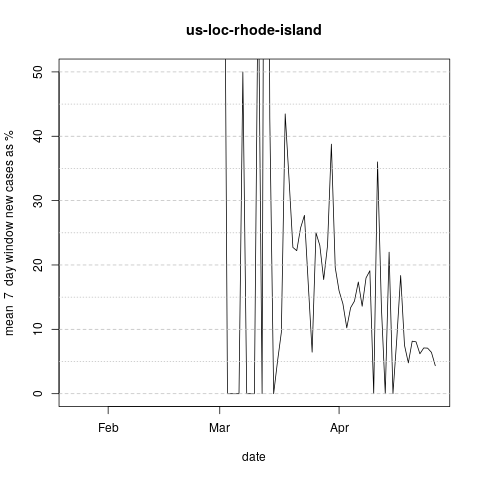 us-loc-rhode-island
50
40
30
20
10
0
mean 7 day window new cases as %
Feb
Mar
Apr
date